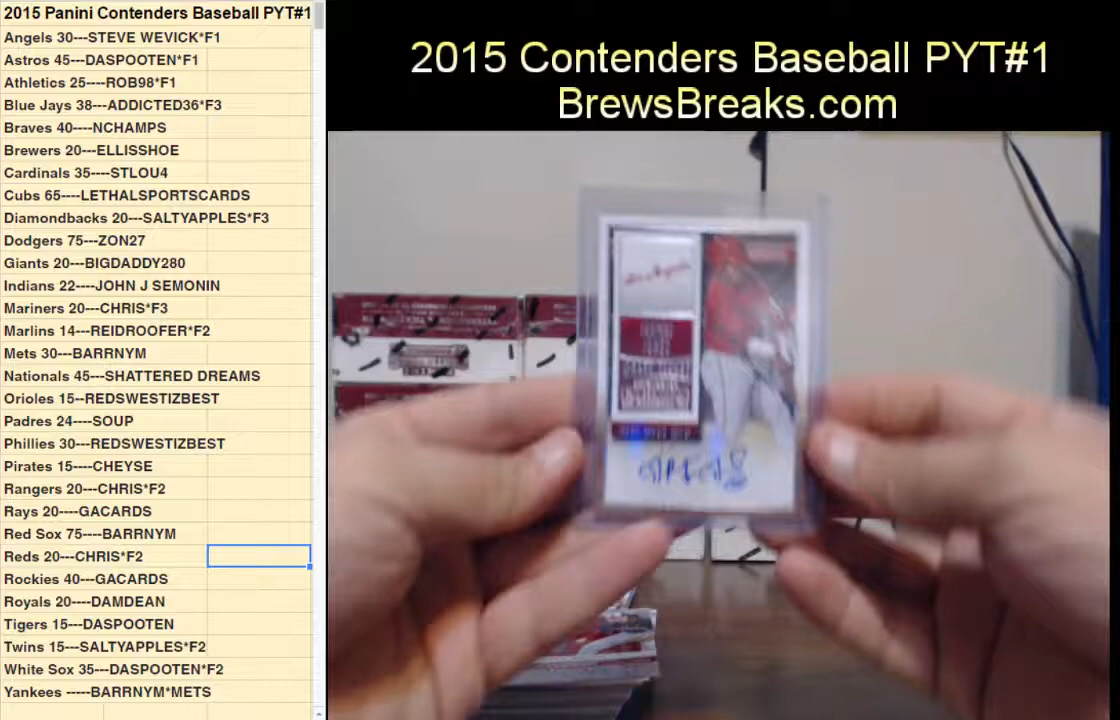 2015 Panini Contenders Baseball PYT#1
Angels 30---STEVE WEVICK*F1
Astros 45---DASPOOTEN*F1
Athletics 25----ROB98*F1
Blue Jays 38---ADDICTED36*F3
Braves 40----NCHAMPS
Brewers 20---ELLISSHOE
Cardinals 35----STLOU4
Cubs 65----LETHALSPORTSCARDS
Diamondbacks 20---SALTYAPPLES*F3
Dodgers 75---ZON27
Giants 20---BIGDADDY280
Indians 22----JOHN J SEMONIN
Mariners 20---CHRIS*F3
Marlins 14---REIDROOFER*F2
Mets 30---BARRNYM
Nationals 45---SHATTERED DREAMS
Orioles 15--REDSWESTIZBEST
Padres 24----SOUP
Phillies 30---REDSWESTIZBEST
Pirates 15----CHEYSE
Rangers 20---CHRIS*F2
Rays 20----GACARDS
Red Sox 75----BARRNYM
Reds 20---CHRIS*F2
Rockies 40---GACARDS
Royals 20----DAMDEAN
Tigers 15----DASPOOTEN
Twins 15----SALTYAPPLES*F2
White Sox 35----DASPOOTEN*F2
Yankees -----BARRNYM*METS
2015 Contenders Baseball PYT#1
BrewsBreaks.com